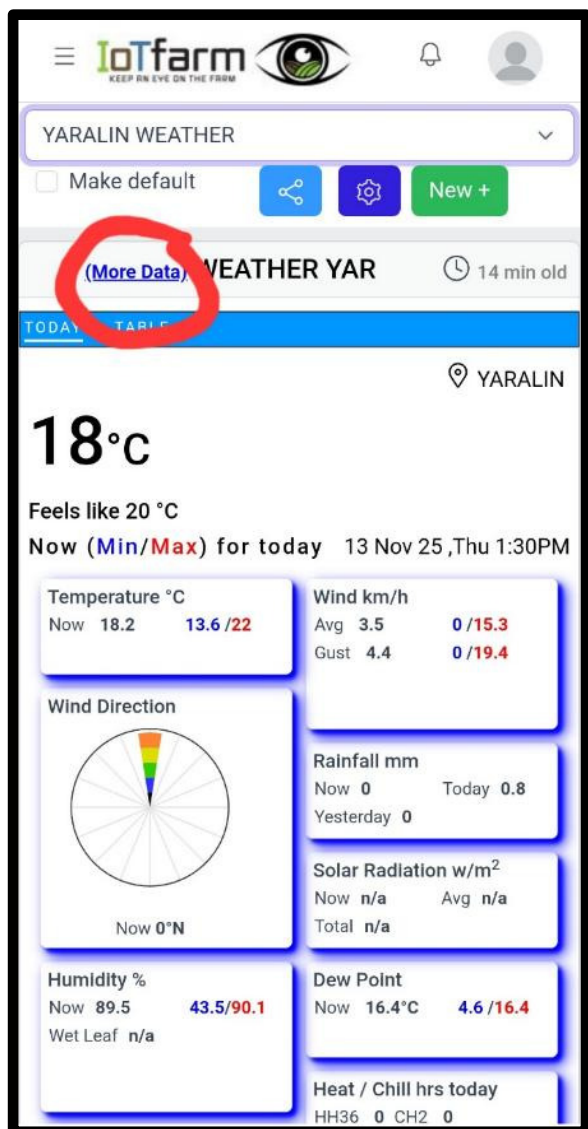 IoTfarm
KEEP AN EYE ON THE FARM
YARALIN WEATHER
Make default
New +
(More Data) WEATHER YAR
14 min old
TODAY TABLE
YARALIN
18°C
Feels like 20 °C
Now (Min/Max) for today 13 Nov 25 ,Thu 1:30PM
Temperature °C
Now 18.2 13.6 /22
Wind km/h
Avg 3.5 0 /15.3
Gust 4.4 0 /19.4
Wind Direction
Now 0°N
Rainfall mm
Now 0 Today 0.8
Yesterday 0
Solar Radiation w/m²
Now n/a Avg n/a
Total n/a
Humidity %
Now 89.5 43.5/90.1
Wet Leaf n/a
Dew Point
Now 16.4°C 4.6 /16.4
Heat / Chill hrs today
HH36 0 CH2 0